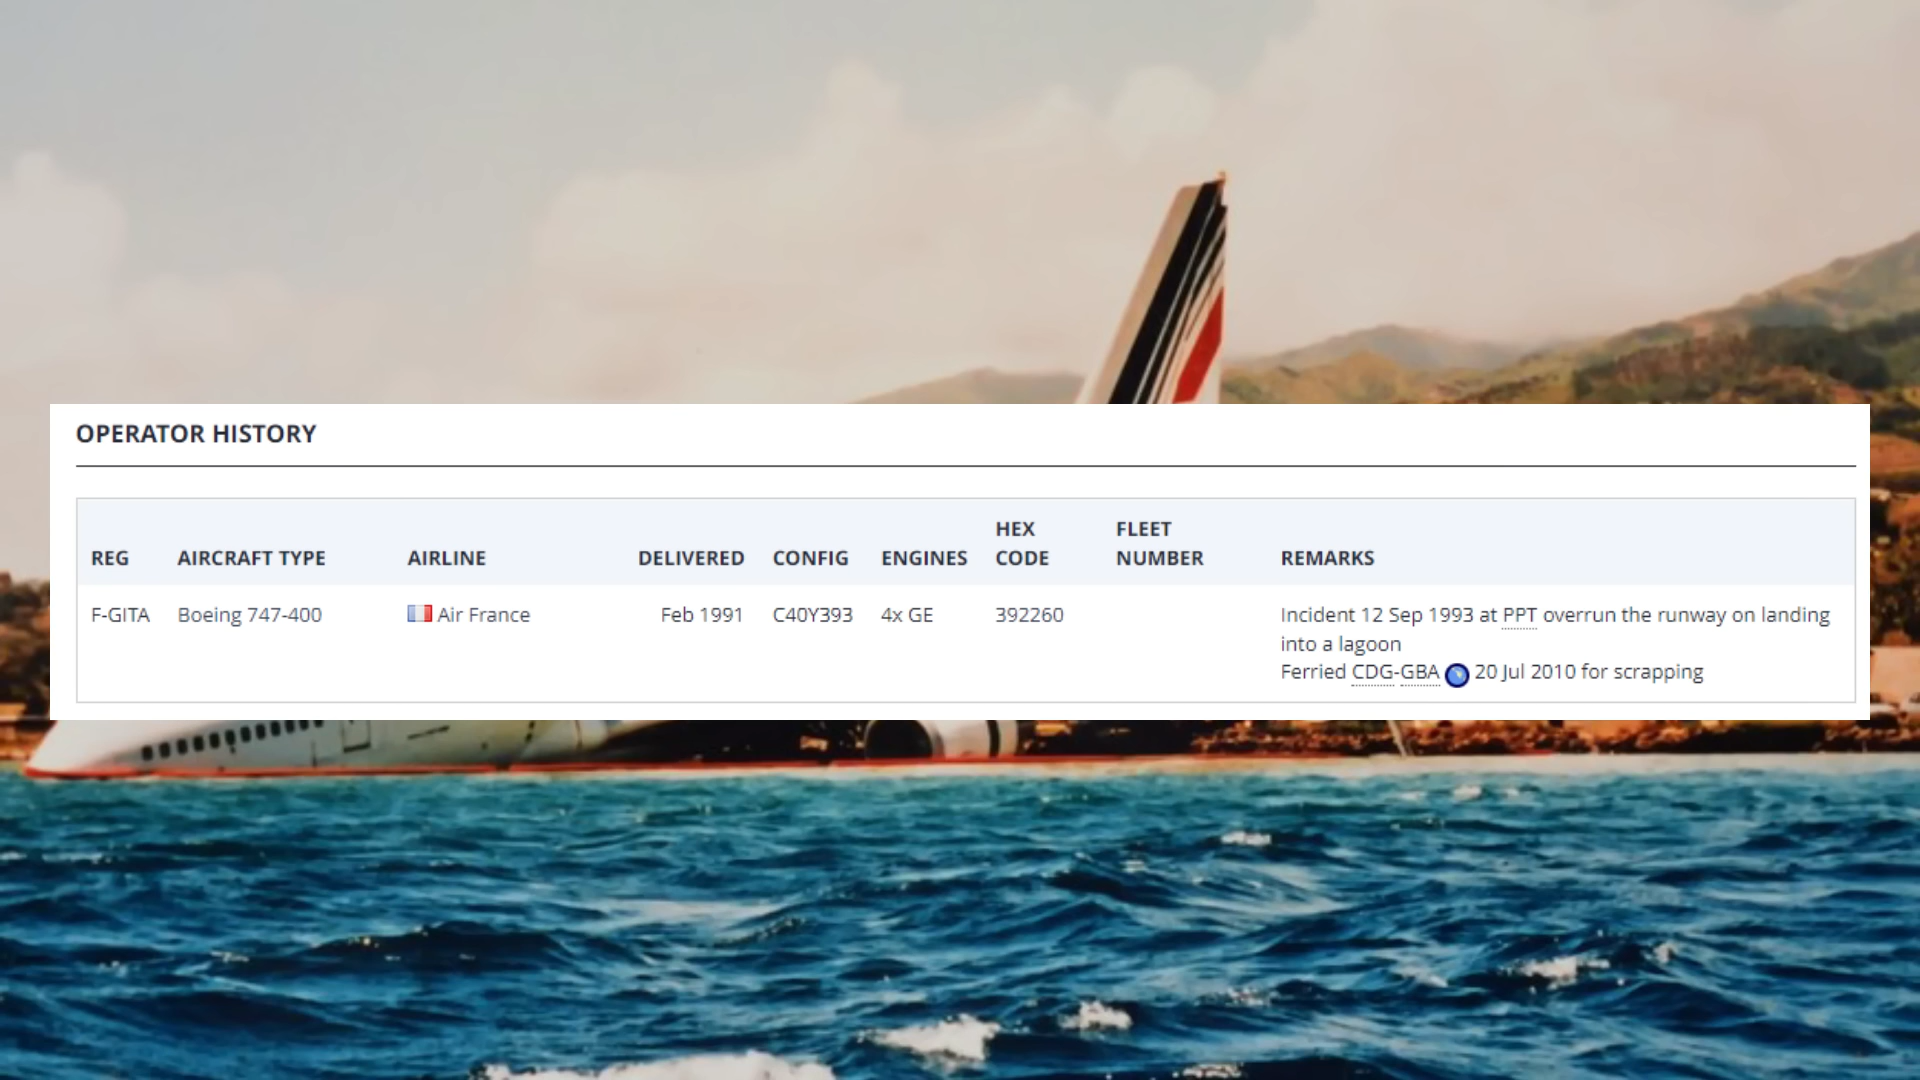 OPERATOR HISTORY
REG AIRCRAFT TYPE AIRLINE DELIVERED CONFIG ENGINES HEX CODE FLEET NUMBER REMARKS
F-GITA Boeing 747-400 Air France Feb 1991 C40Y393 4x GE 392260 Incident 12 Sep 1993 at PPT overrun the runway on landing
into a lagoon
Ferried CDG-GBA 20 Jul 2010 for scrapping